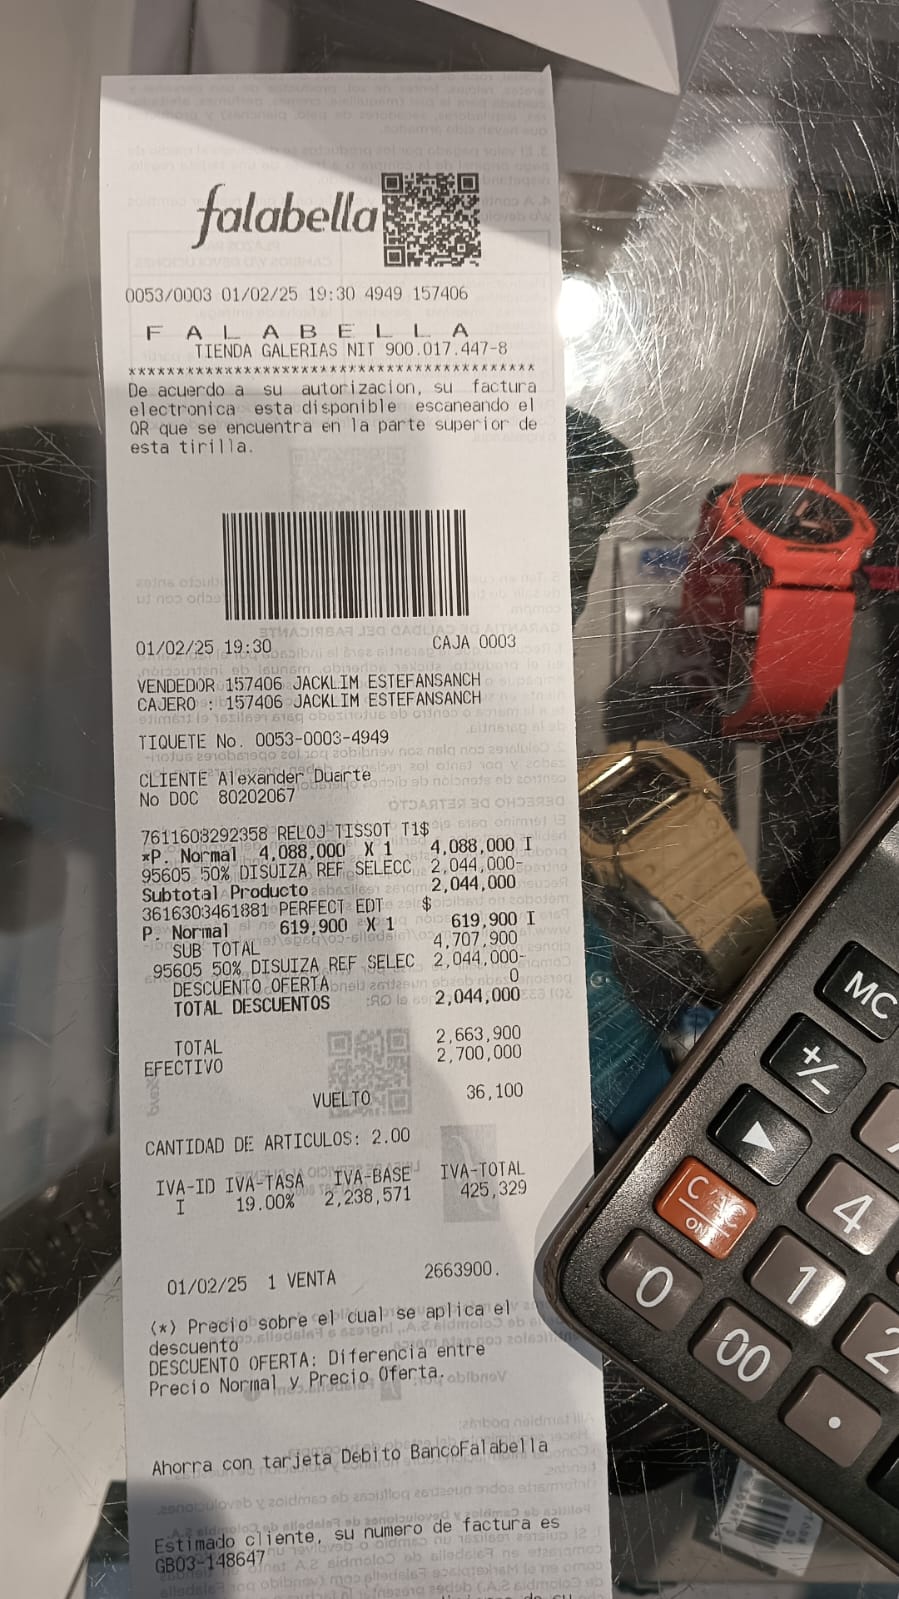 falabella
0053/0003 01/02/25 19:30 4949 157406
F A L A B E L L A
TIENDA GALERIAS NIT 900.017.447-8
******************************************
De acuerdo a su autorizacion, su factura
electronica esta disponible escaneando el
QR que se encuentra en la parte superior de
esta tirilla.
01/02/25 19:30 CAJA 0003
VENDEDOR 157406 JACKLIM ESTEFANSANCH
CAJERO : 157406 JACKLIM ESTEFANSANCH
TIQUETE No. 0053-0003-4949
CLIENTE Alexander Duarte
No DOC 80202067
7611608292358 RELOJ TISSOT T1$
*P. Normal 4,088,000 X 1 4,088,000 I
95605 50% DISUIZA REF SELECC 2,044,000-
Subtotal Producto 2,044,000
3616303461881 PERFECT EDT $
P. Normal 619,900 X 1 619,900 I
SUB TOTAL 4,707,900
95605 50% DISUIZA REF SELEC 2,044,000-
DESCUENTO OFERTA 0
TOTAL DESCUENTOS 2,044,000
TOTAL 2,663,900
EFECTIVO 2,700,000
VUELTO 36,100
CANTIDAD DE ARTICULOS: 2.00
IVA-ID IVA-TASA IVA-BASE IVA-TOTAL
I 19.00% 2,238,571 425,329
01/02/25 1 VENTA 2663900.
(*) Precio sobre el cual se aplica el
descuento
DESCUENTO OFERTA: Diferencia entre
Precio Normal y Precio Oferta.
Ahorra con tarjeta Debito BancoFalabella
Estimado cliente, su numero de factura es
GB03-148647
MC
+/-
▶
C AC
ON
4
0
1
00
2
.